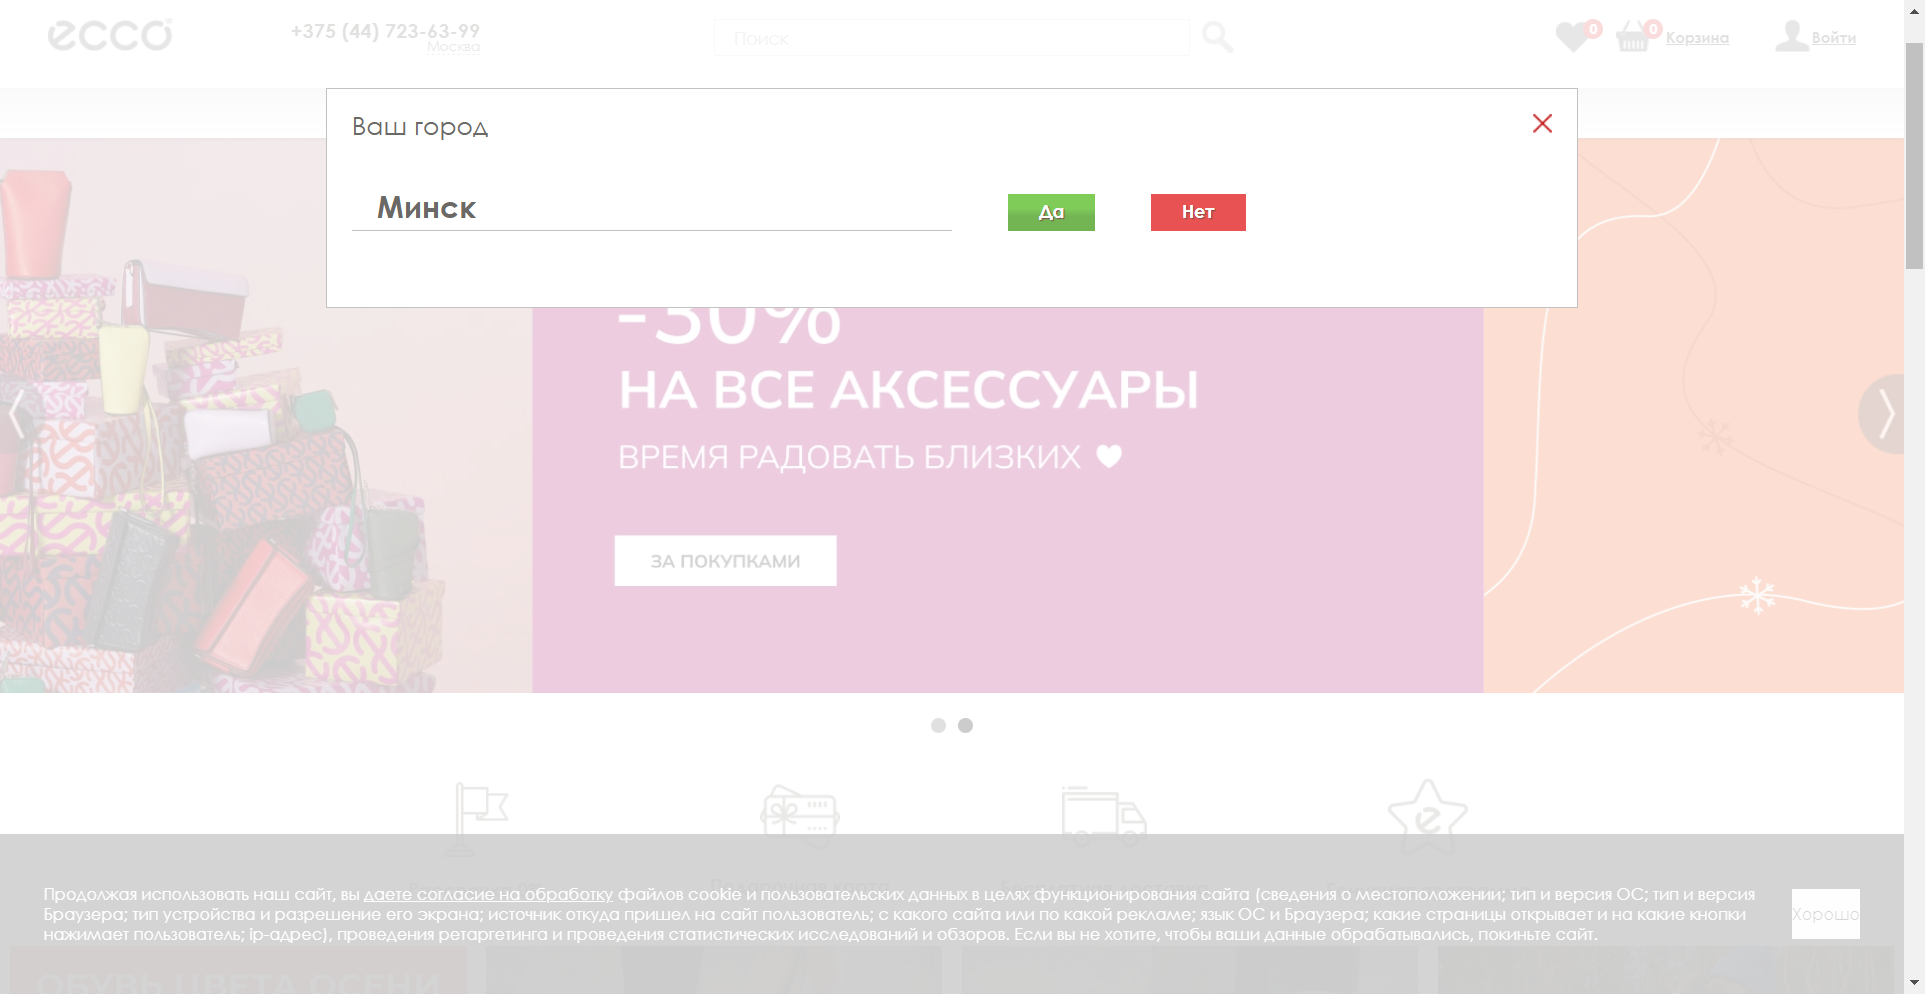 ecco
+375 (44) 723-63-99
Москва
Поиск
0
0
Корзина
Войти
Ваш город
Минск
Да
Нет
-30%
НА ВСЕ АКСЕССУАРЫ
ВРЕМЯ РАДОВАТЬ БЛИЗКИХ
ЗА ПОКУПКАМИ
Продолжая использовать наш сайт, вы даете согласие на обработку файлов cookie и пользовательских данных в целях функционирования сайта (сведения о местоположении; тип и версия ОС; тип и версия
Браузера; тип устройства и разрешение его экрана; источник откуда пришел на сайт пользователь; с какого сайта или по какой рекламе; язык ОС и Браузера; какие страницы открывает и на какие кнопки
нажимает пользователь; ip-адрес), проведения ретаргетинга и проведения статистических исследований и обзоров. Если вы не хотите, чтобы ваши данные обрабатывались, покиньте сайт.
Хорошо
ОБУВЬ ЦВЕТА ОСЕНИ